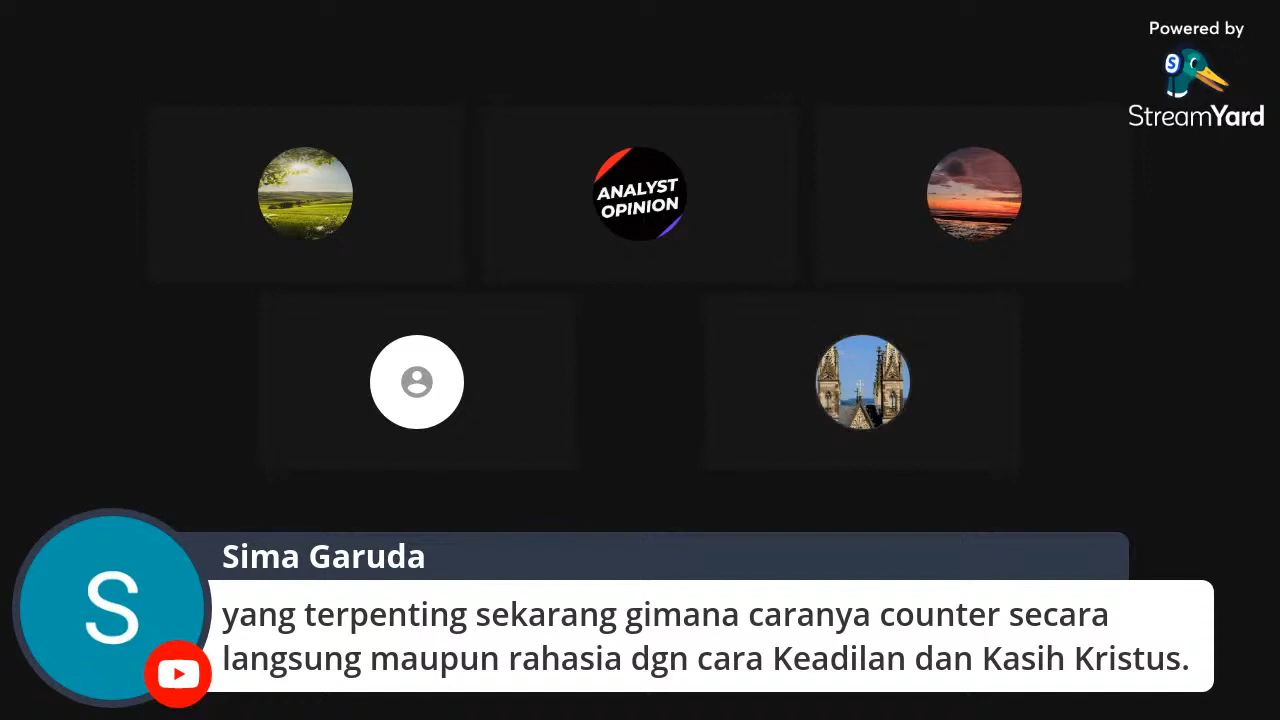 Powered by
StreamYard
ANALYST
OPINION
S
Sima Garuda
yang terpenting sekarang gimana caranya counter secara
langsung maupun rahasia dgn cara Keadilan dan Kasih Kristus.